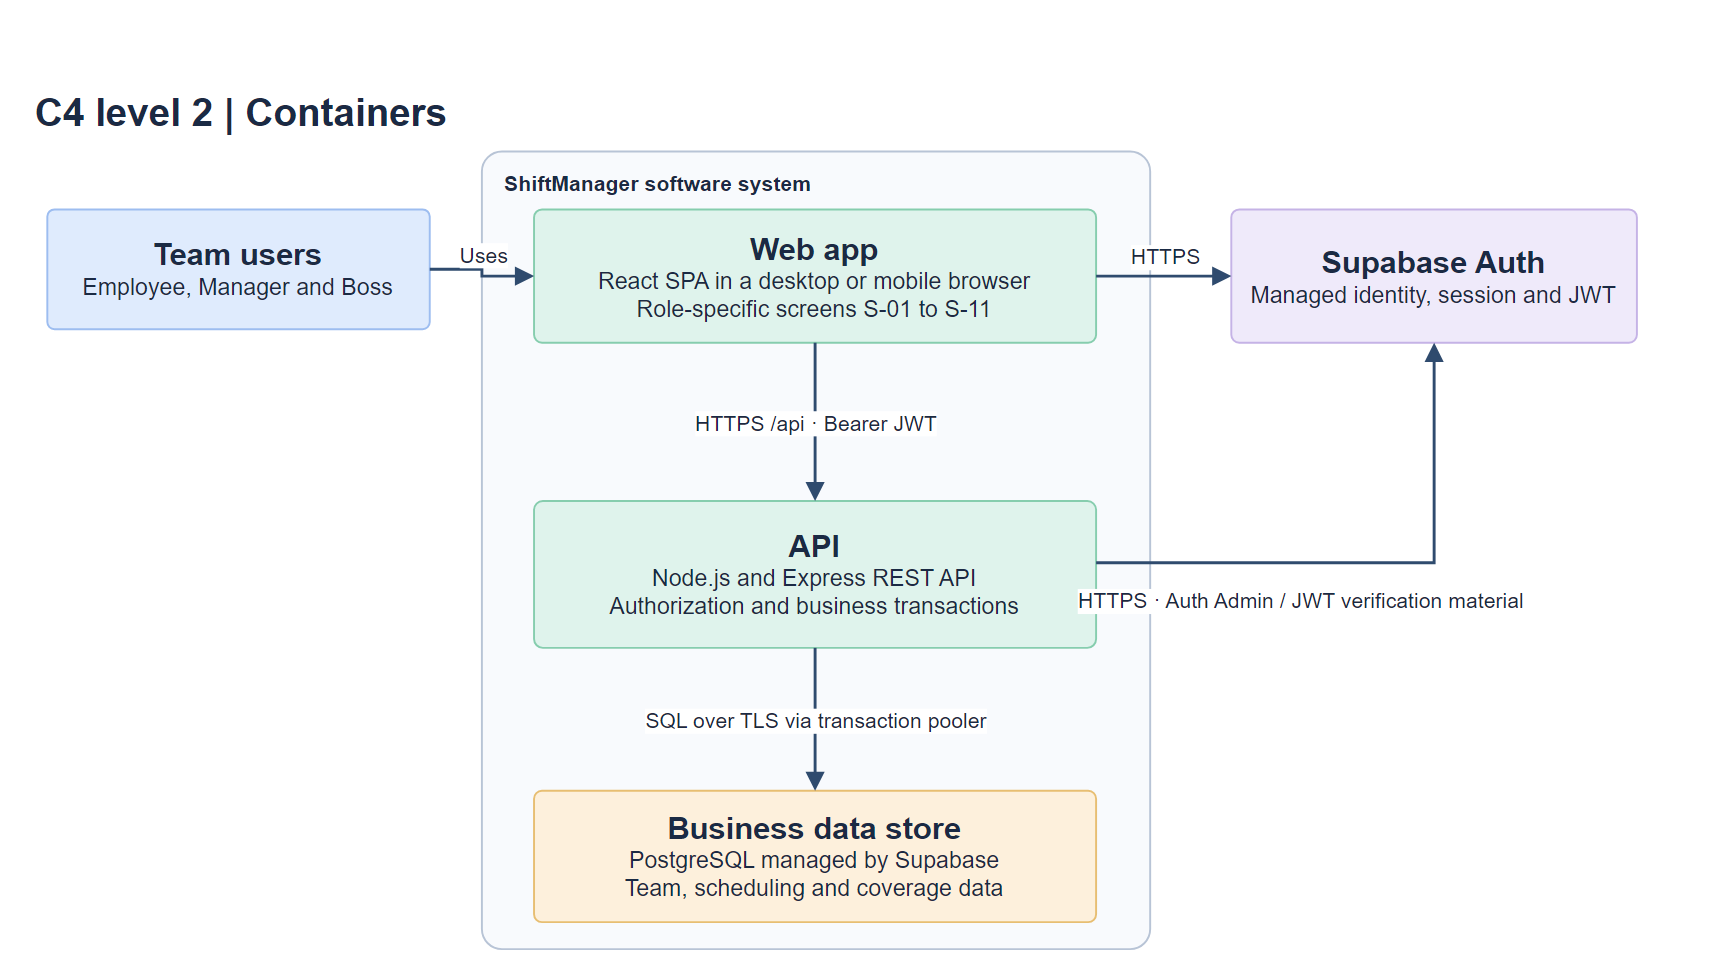 C4 level 2 | Containers
ShiftManager software system
Team users
Employee, Manager and Boss
Uses
Web app
React SPA in a desktop or mobile browser
Role-specific screens S-01 to S-11
HTTPS
Supabase Auth
Managed identity, session and JWT
HTTPS /api · Bearer JWT
API
Node.js and Express REST API
Authorization and business transactions
HTTPS · Auth Admin / JWT verification material
SQL over TLS via transaction pooler
Business data store
PostgreSQL managed by Supabase
Team, scheduling and coverage data